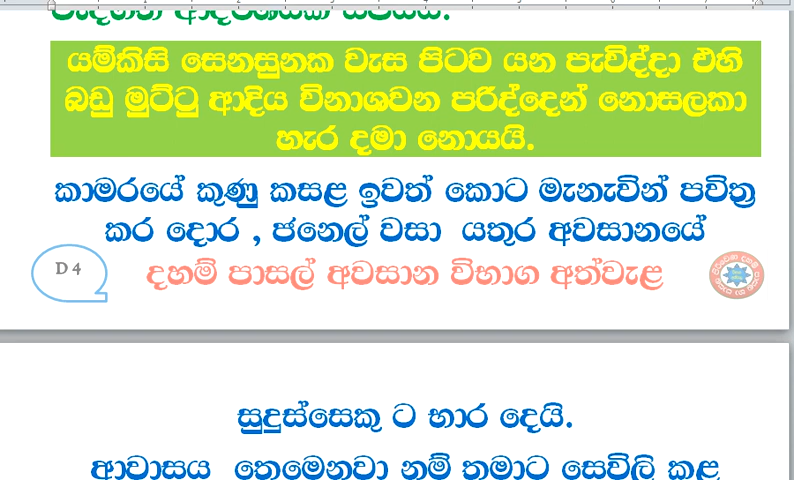 යම්කිසි සෙනසුනක වැස පිටව යන පැවිද්දා එහි
බඩු මුට්ටු ආදිය විනාශවන පරිද්දෙන් නොසලකා
හැර දමා නොයයි.
කාමරයේ කුණු කසළ ඉවත් කොට මැනැවින් පවිත්‍ර
කර දොර , ජනෙල් වසා යතුර අවසානයේ
D 4
දහම් පාසල් අවසාන විභාග අත්වැළ
සුදුස්සෙකු ට භාර දෙයි.
ආවාසය තෙමෙනවා නම් තමාට සෙවිලි කළ